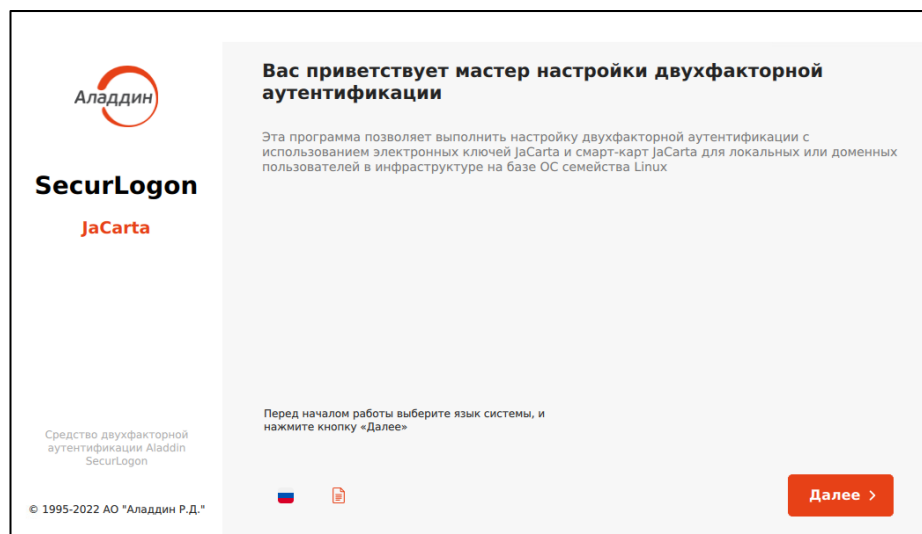 Аладдин
SecurLogon
JaCarta
Средство двухфакторной
аутентификации Aladdin
SecurLogon
© 1995-2022 АО "Аладдин Р.Д."
Вас приветствует мастер настройки двухфакторной
аутентификации
Эта программа позволяет выполнить настройку двухфакторной аутентификации с
использованием электронных ключей JaCarta и смарт-карт JaCarta для локальных или доменных
пользователей в инфраструктуре на базе ОС семейства Linux
Перед началом работы выберите язык системы, и
нажмите кнопку «Далее»
Далее >